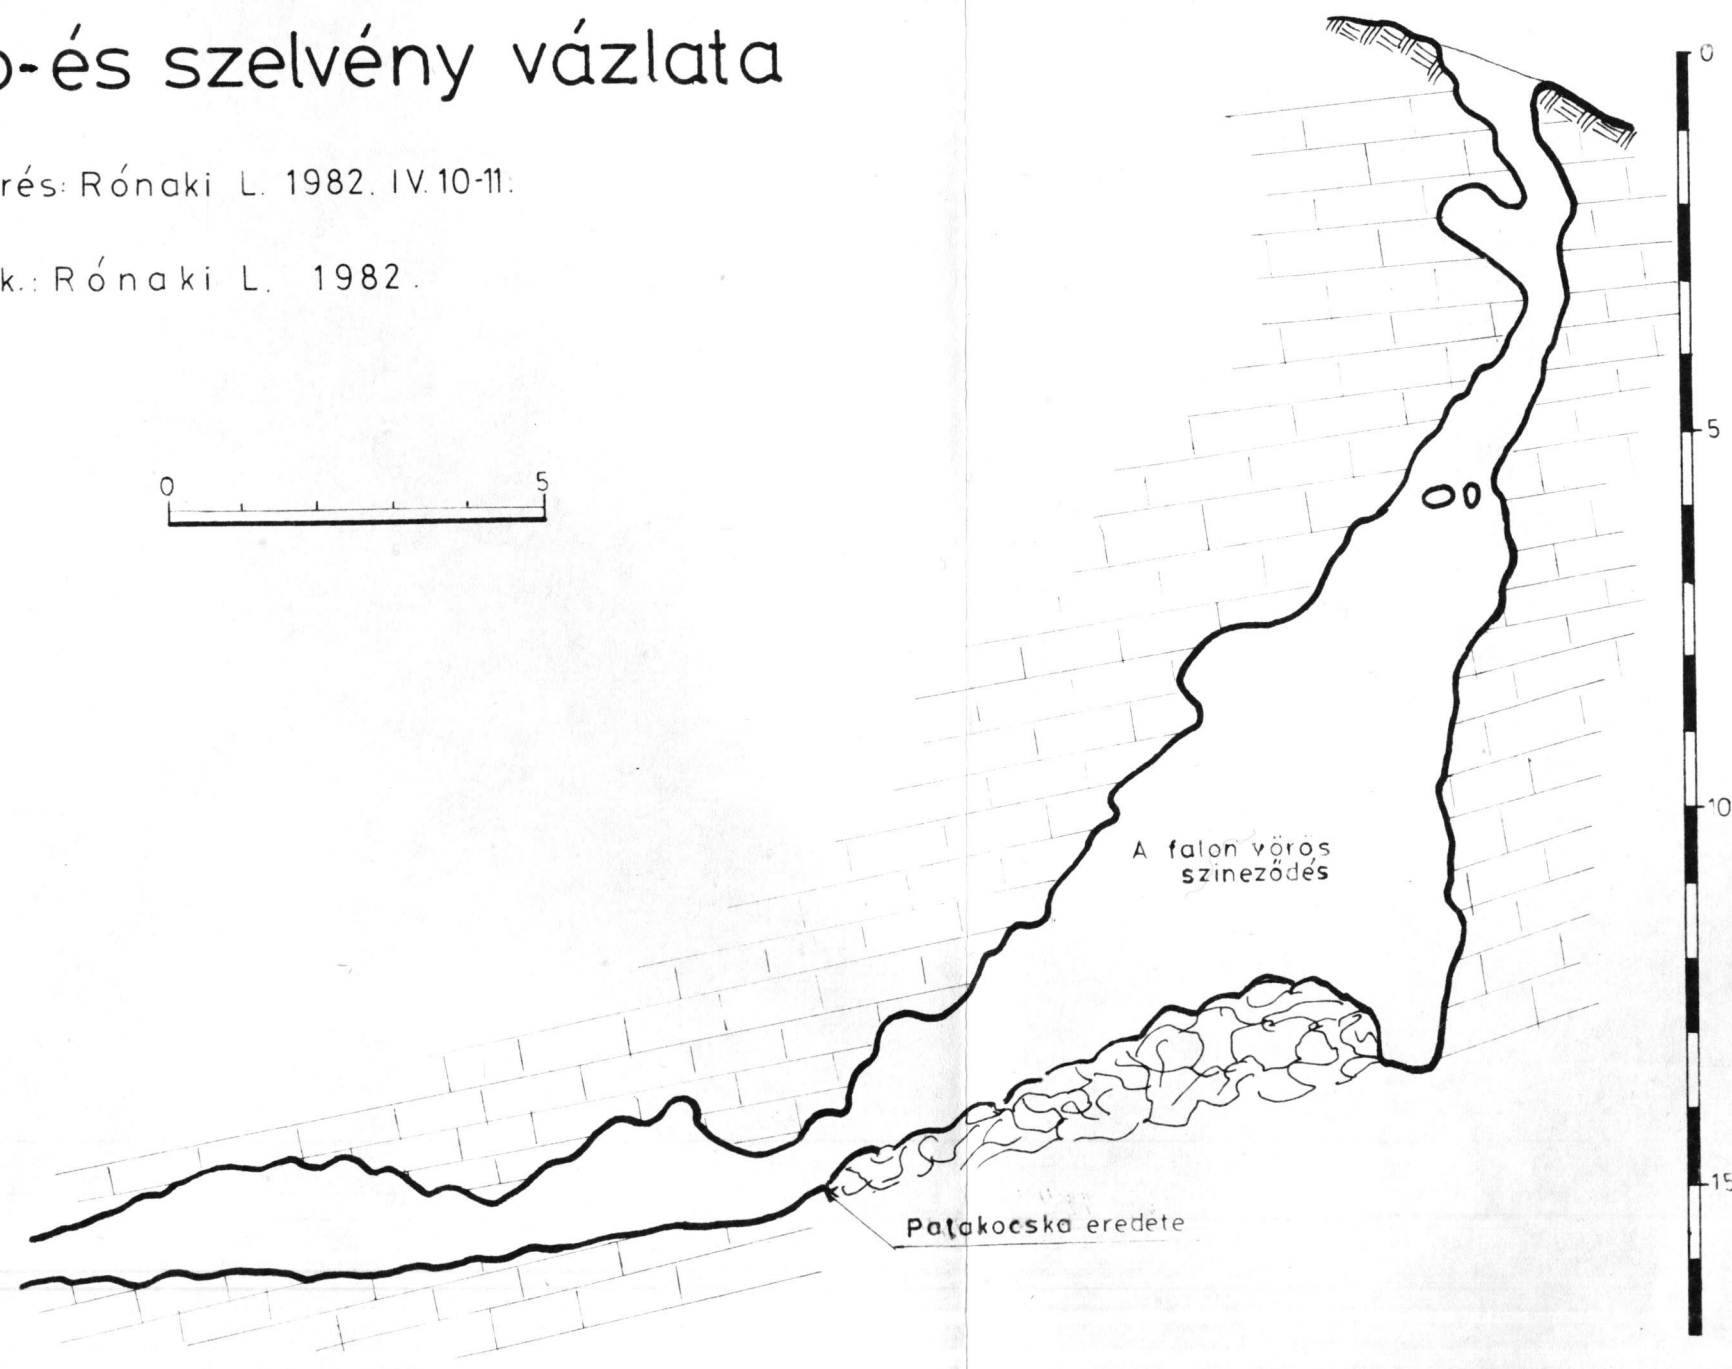 -és szelvény vázlata
rés: Rónaki L. 1982. IV. 10-11.
k.: Rónaki L. 1982.
0 5
0
5
10
15
A falon vörös
szineződés
Patakocska eredete